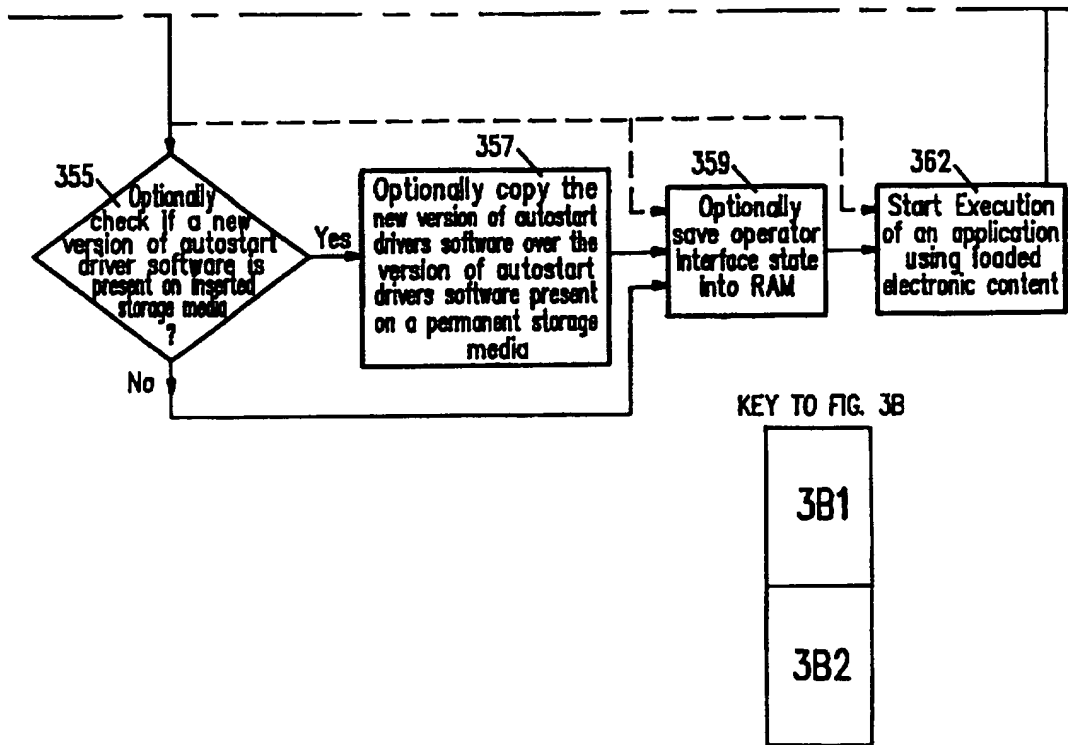 355
Optionally
check if a new
version of autostart
driver software is
present on inserted
storage media
?
Yes
No
357
Optionally copy the
new version of autostart
drivers software over the
version of autostart
drivers software present
on a permanent storage
media
359
Optionally
save operator
interface state
into RAM
362
Start Execution
of an application
using loaded
electronic content
KEY TO FIG. 3B
3B1
3B2